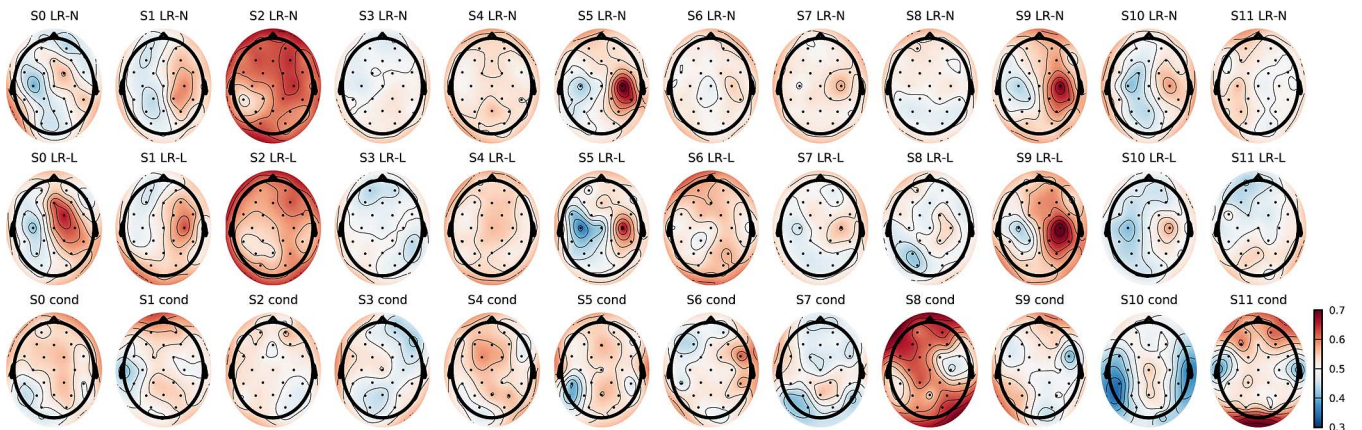 S0 LR-N S1 LR-N S2 LR-N S3 LR-N S4 LR-N S5 LR-N S6 LR-N S7 LR-N S8 LR-N S9 LR-N S10 LR-N S11 LR-N
S0 LR-L S1 LR-L S2 LR-L S3 LR-L S4 LR-L S5 LR-L S6 LR-L S7 LR-L S8 LR-L S9 LR-L S10 LR-L S11 LR-L
S0 cond S1 cond S2 cond S3 cond S4 cond S5 cond S6 cond S7 cond S8 cond S9 cond S10 cond S11 cond
0.7
0.6
0.5
0.4
0.3